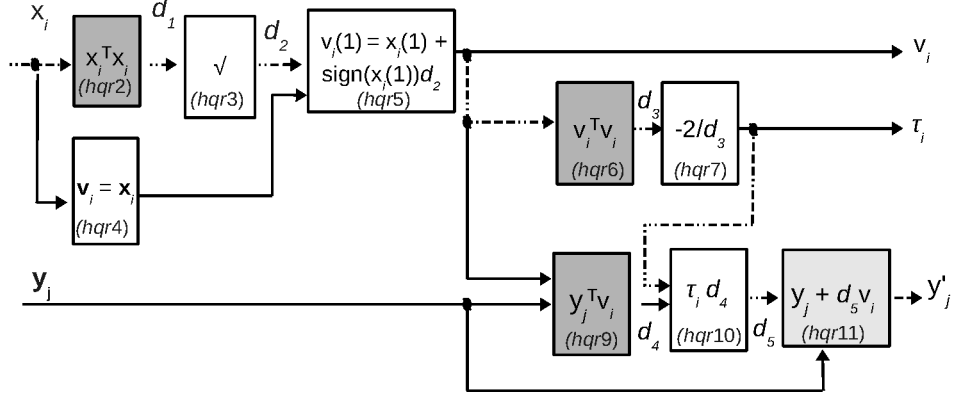 x_i
d_1
d_2
x_i^T x_i
(hqr2)
√
(hqr3)
v_i(1) = x_i(1) +
sign(x_i(1))d_2
(hqr5)
v_i
v_i = x_i
(hqr4)
v_i^T v_i
(hqr6)
d_3
-2/d_3
(hqr7)
τ_i
y_j
y_j^T v_i
(hqr9)
d_4
τ_i d_4
(hqr10)
d_5
y_j + d_5 v_i
(hqr11)
y'_j